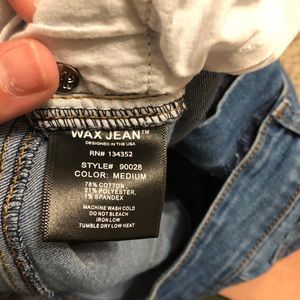 WAX JEAN™
DESIGNED IN THE USA
RN# 134352
STYLE# 90028
COLOR: MEDIUM
78% COTTON
21% POLYESTER,
1% SPANDEX
MACHINE WASH COLD
DO NOT BLEACH
IRON LOW
TUMBLE DRY LOW HEAT